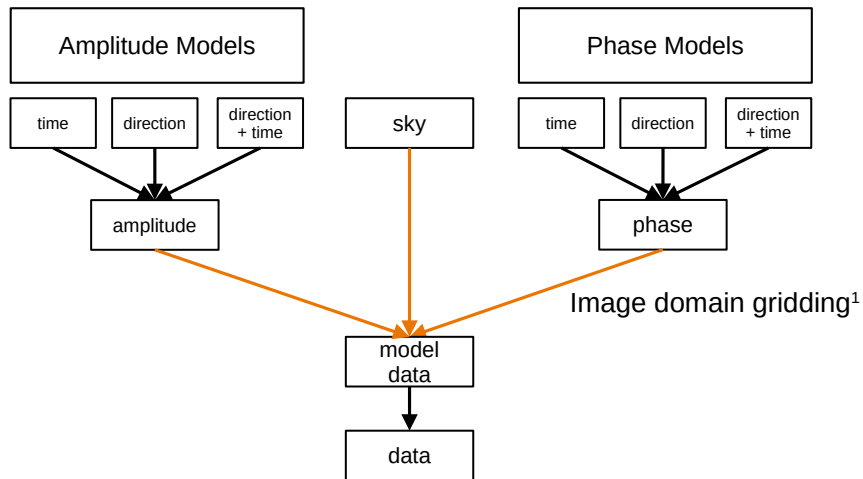 Amplitude Models
Phase Models
time
direction
direction
+ time
sky
time
direction
direction
+ time
amplitude
phase
Image domain gridding¹
model
data
data